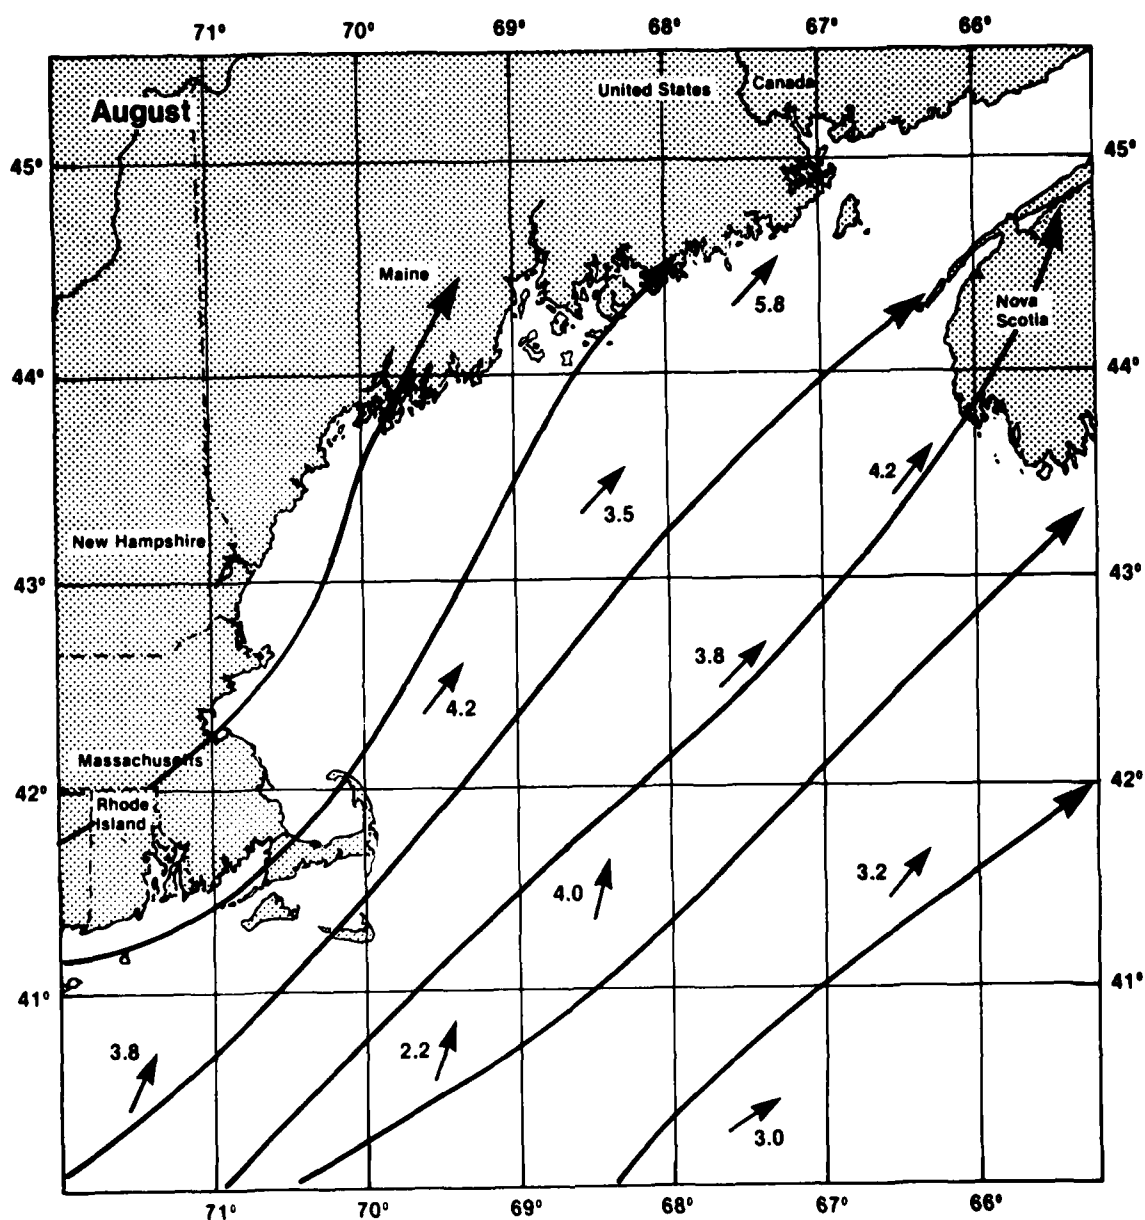 71° 70° 69° 68° 67° 66°
United States
Canada
August
45° 45°
Maine
5.8
Nova
Scotia
44° 44°
4.2
3.5
New Hampshire
43° 43°
3.8
4.2
Massachusetts
42° 42°
Rhode
Island
3.2
4.0
41° 41°
3.8
2.2
3.0
71° 70° 69° 68° 67° 66°